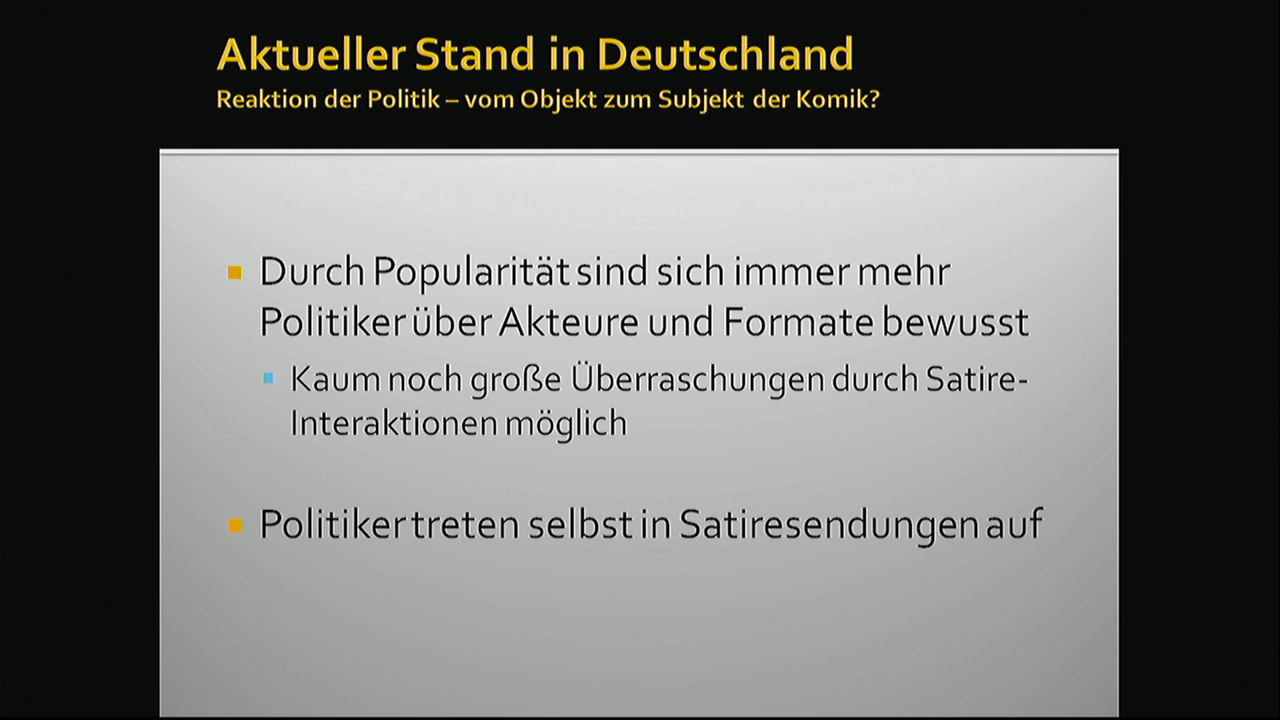 Aktueller Stand in Deutschland
Reaktion der Politik – vom Objekt zum Subjekt der Komik?
Durch Popularität sind sich immer mehr
Politiker über Akteure und Formate bewusst
Kaum noch große Überraschungen durch Satire-
Interaktionen möglich
Politiker treten selbst in Satiresendungen auf